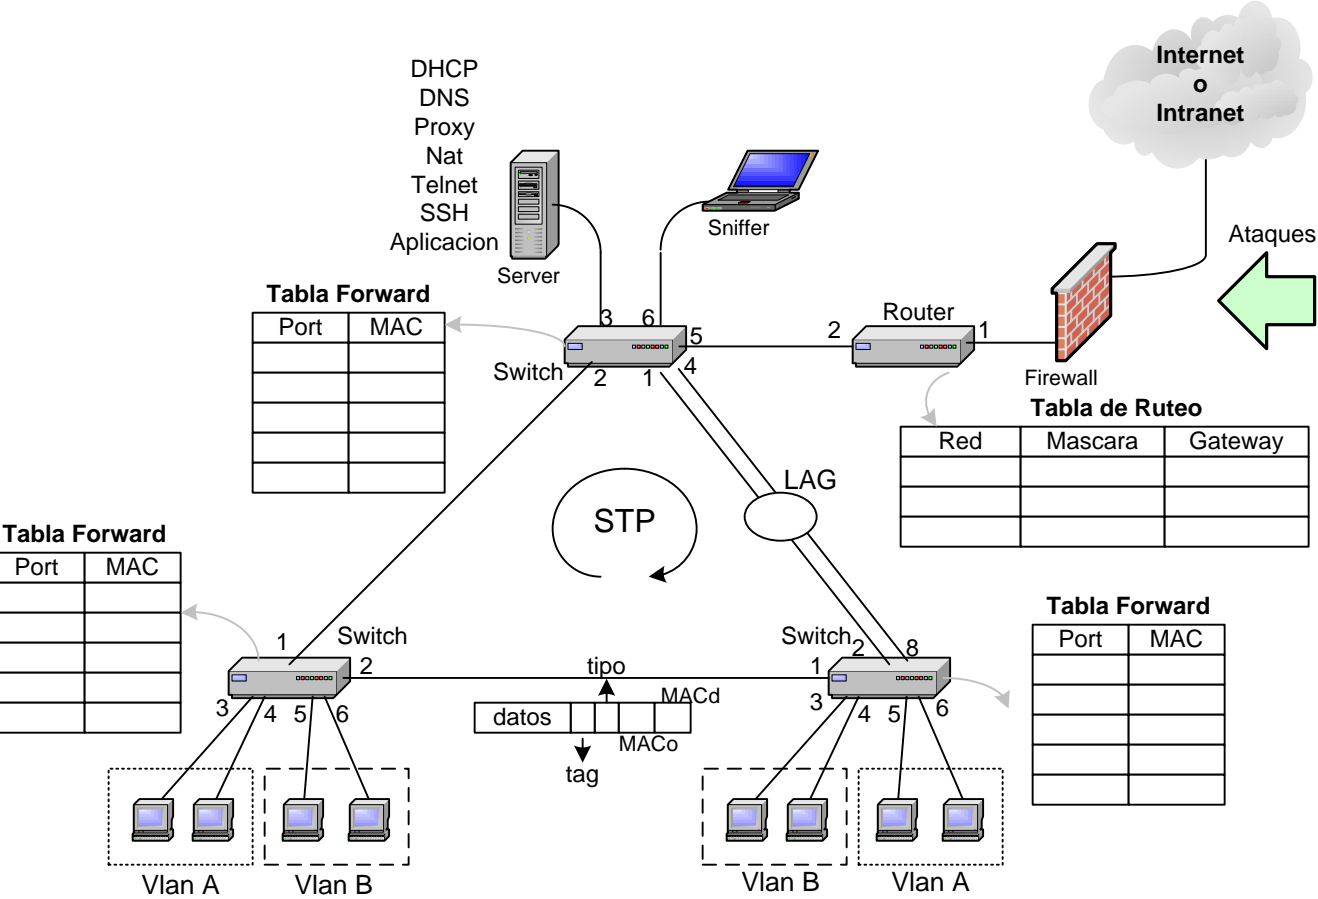 Internet
o
Intranet
DHCP
DNS
Proxy
Nat
Telnet
SSH
Aplicacion
Server
Sniffer
Ataques
Tabla Forward
Port MAC
3 6
5
Switch
2 1 4
Router
2 1
Firewall
Tabla de Ruteo
Red Mascara Gateway
LAG
STP
Tabla Forward
Port MAC
Tabla Forward
Port MAC
1 Switch
2
3 4 5 6
Switch
2 8
1
3 4 5 6
tipo
MACd
datos
MACo
tag
Vlan A
Vlan B
Vlan B
Vlan A